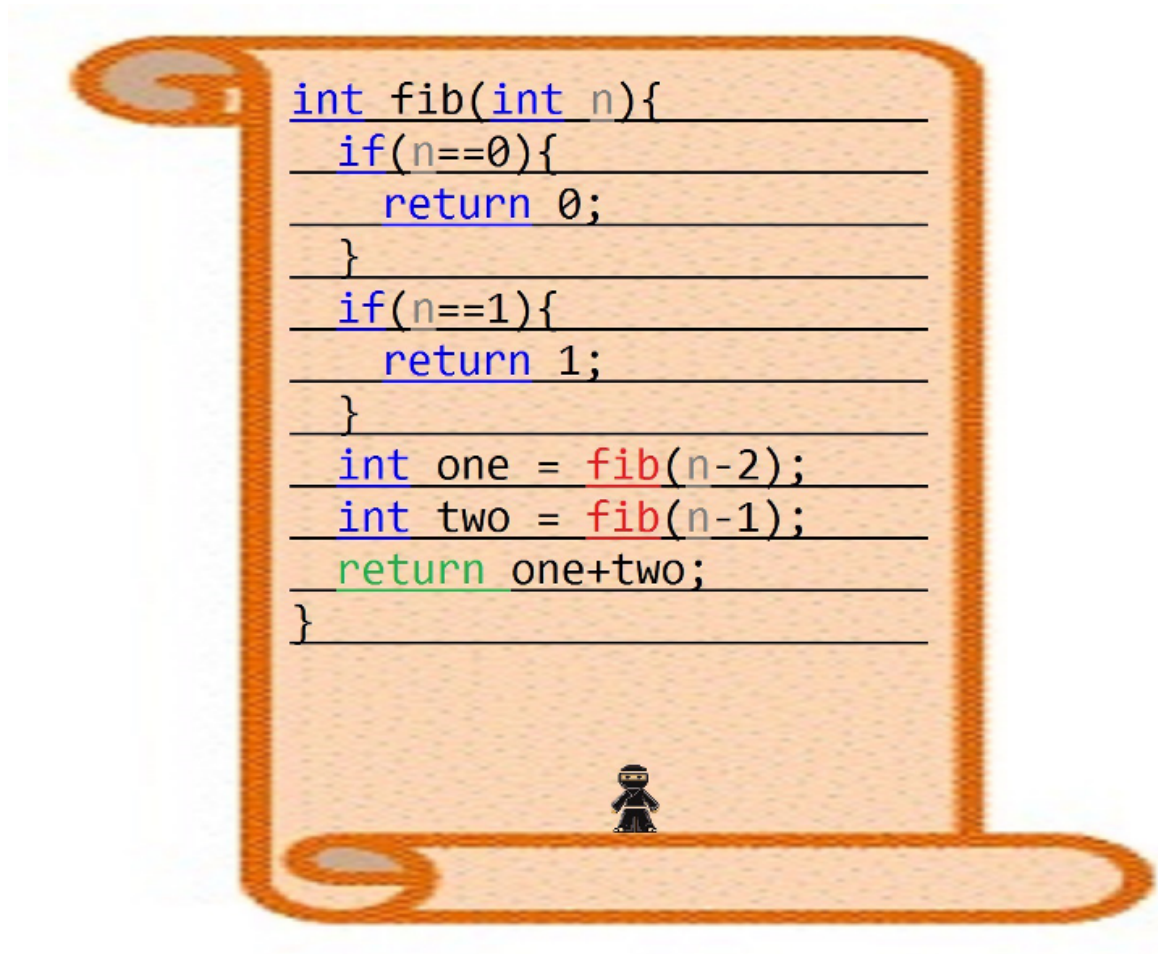 int fib(int n){
  if(n==0){
    return 0;
  }
  if(n==1){
    return 1;
  }
  int one = fib(n-2);
  int two = fib(n-1);
  return one+two;
}